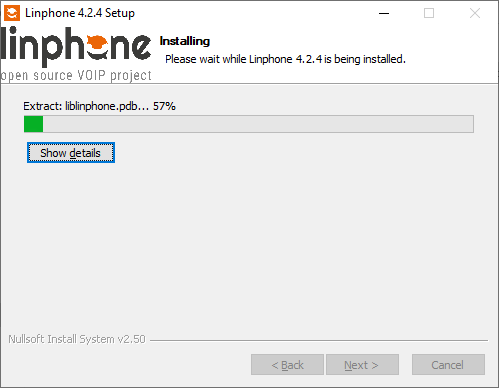 Linphone 4.2.4 Setup
linphone
open source VOIP project
Installing
Please wait while Linphone 4.2.4 is being installed.
Extract: liblinphone.pdb... 57%
Show details
Nullsoft Install System v2.50
< Back
Next >
Cancel